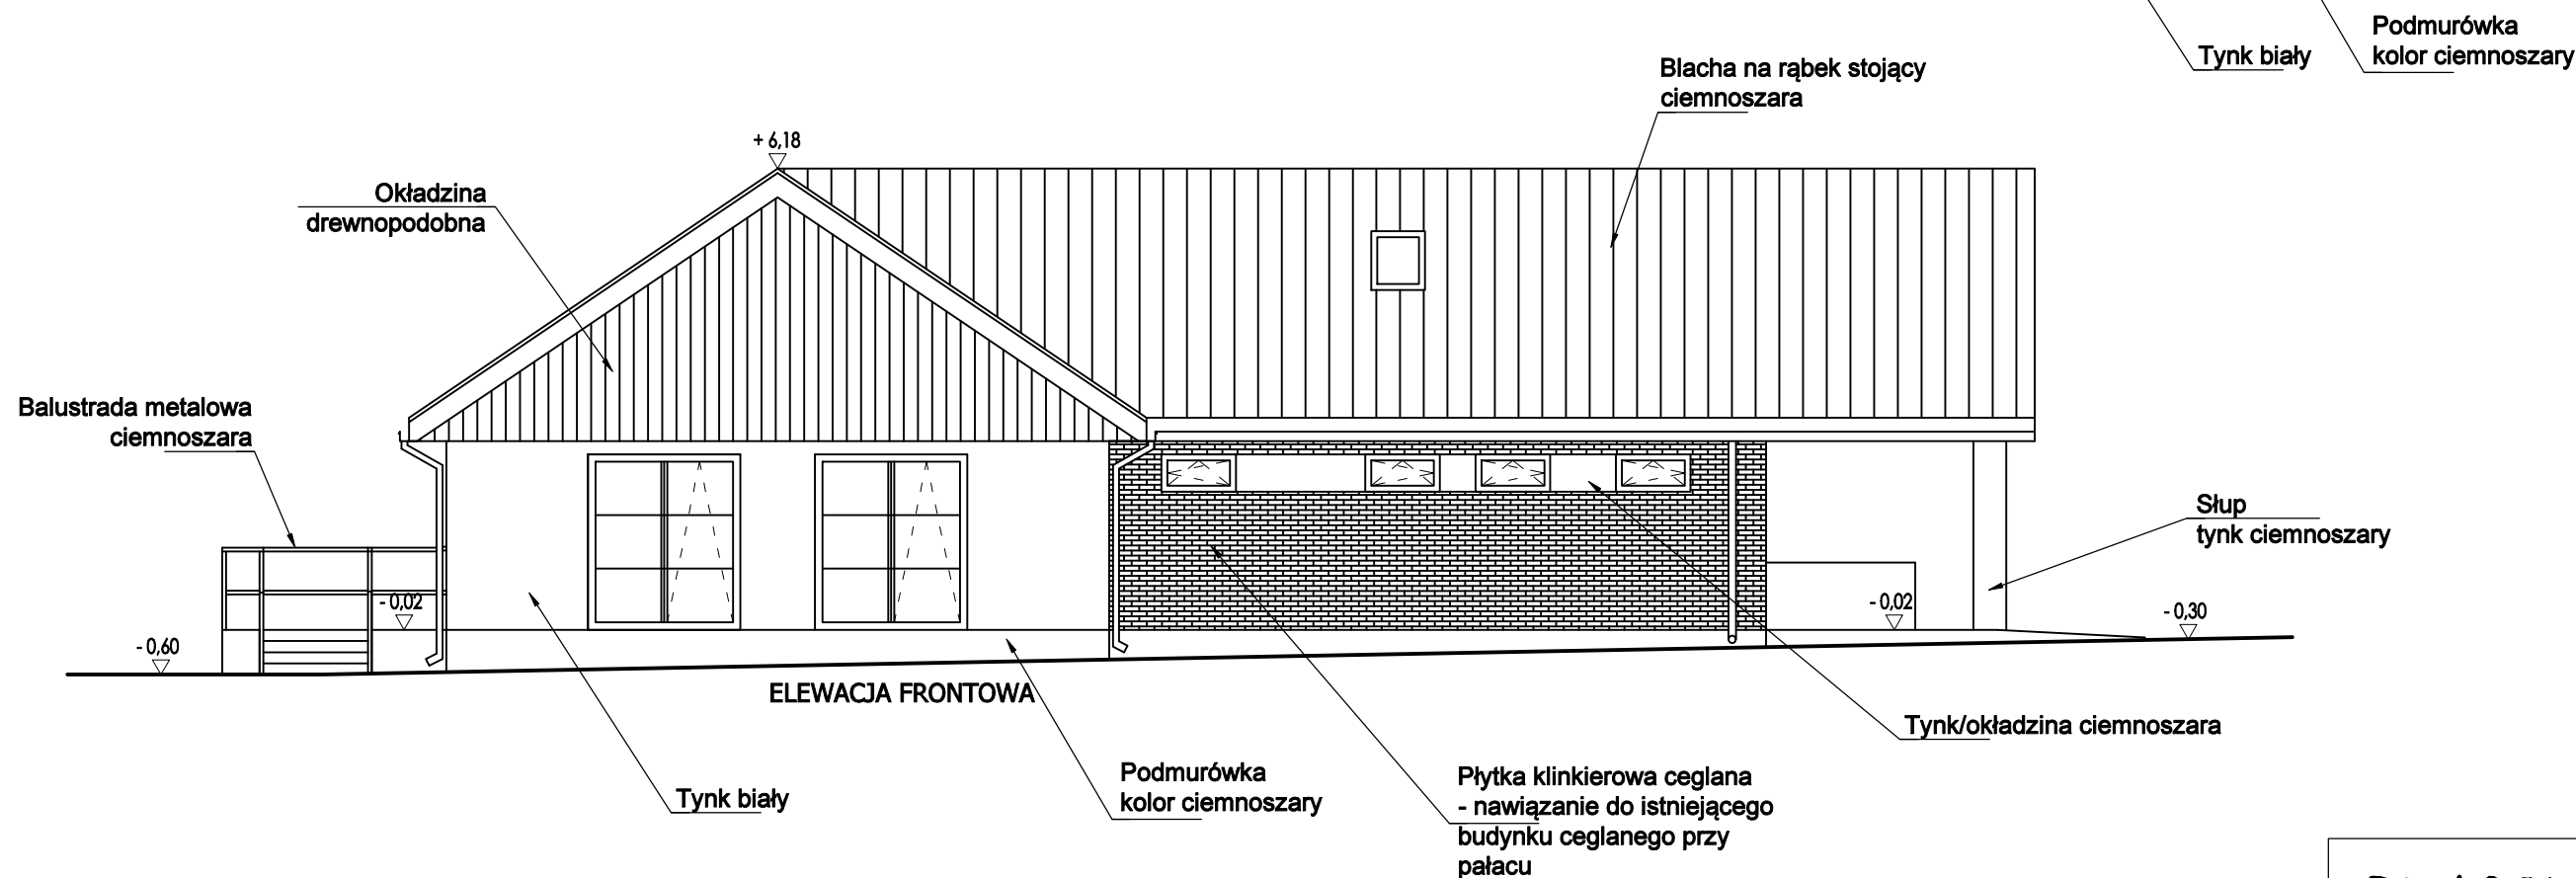 Podmurówka
kolor ciemnoszary
Tynk biały
Blacha na rąbek stojący
ciemnoszara
+ 6,18
Okładzina
drewnopodobna
Balustrada metalowa
ciemnoszara
Słup
tynk ciemnoszary
- 0,02
- 0,02
- 0,30
- 0,60
ELEWACJA FRONTOWA
Tynk/okładzina ciemnoszara
Tynk biały
Podmurówka
kolor ciemnoszary
Płytka klinkierowa ceglana
- nawiązanie do istniejącego
budynku ceglanego przy
pałacu